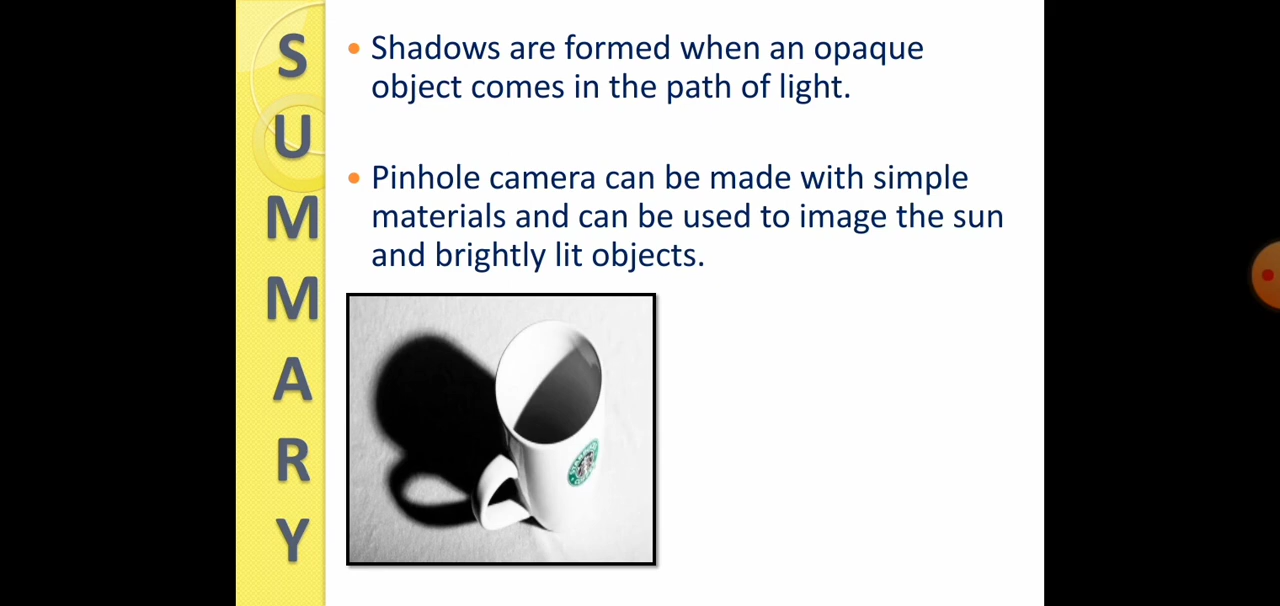 SUMMARY
• Shadows are formed when an opaque
object comes in the path of light.
• Pinhole camera can be made with simple
materials and can be used to image the sun
and brightly lit objects.